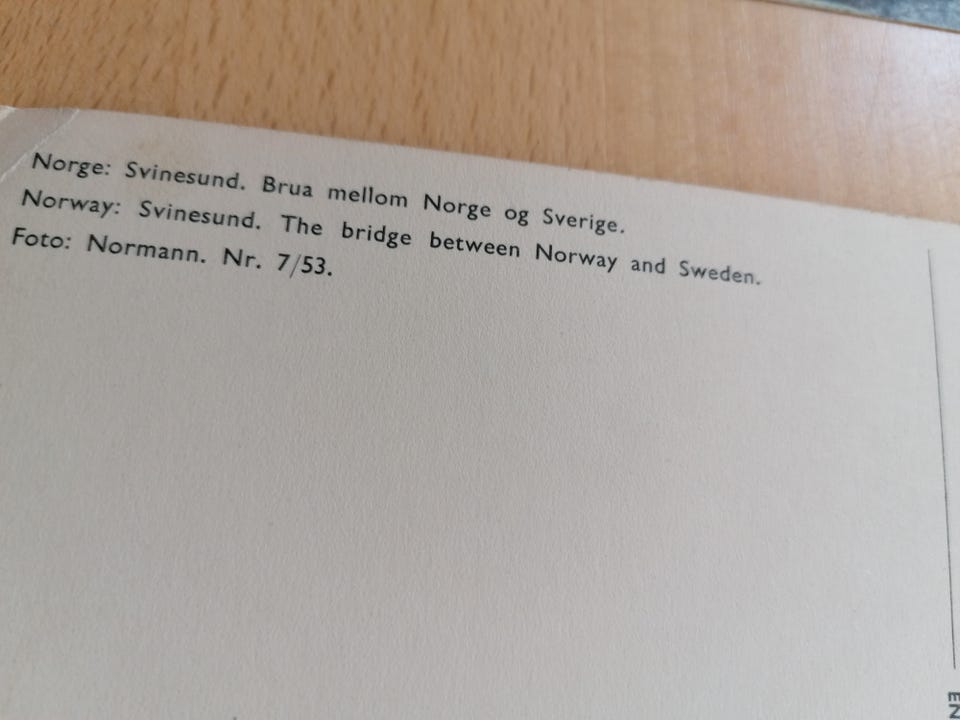 Norge: Svinesund. Brua mellom Norge og Sverige.
Norway: Svinesund. The bridge between Norway and Sweden.
Foto: Normann. Nr. 7/53.